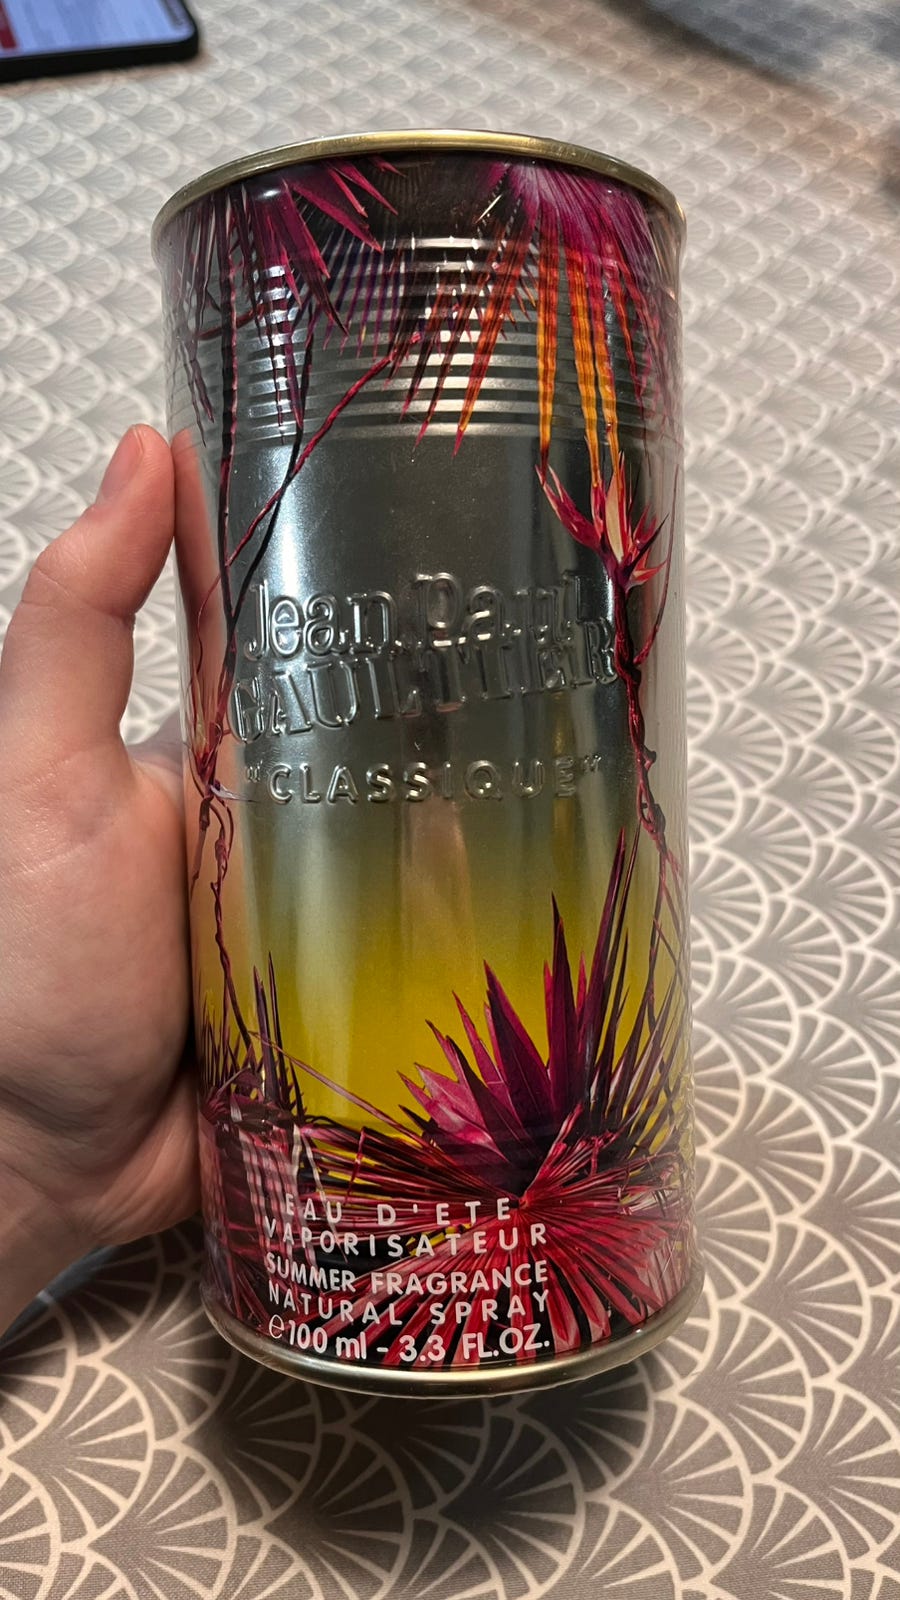 Jean Paul
GAULTIER
"CLASSIQUE"
EAU D'ETE
VAPORISATEUR
SUMMER FRAGRANCE
NATURAL SPRAY
℮100 ml - 3.3 FL.OZ.